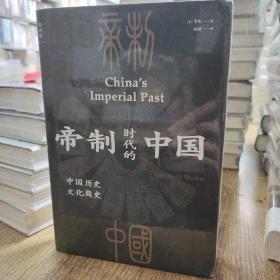 帝制
China's
Imperial Past
帝制 时代的 中国
中国历史
文化简史
中國